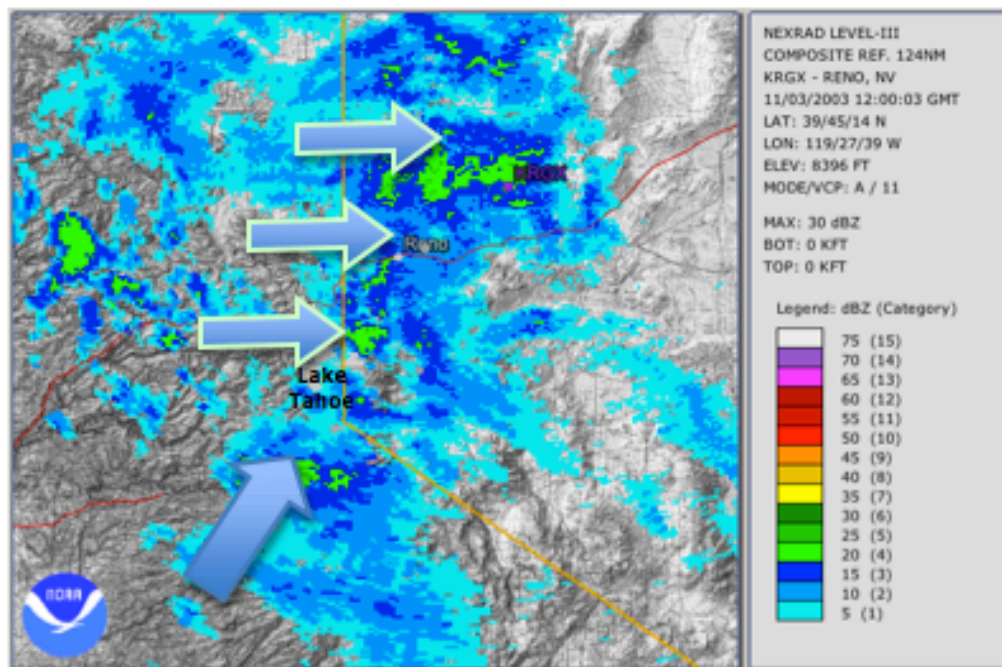 NEXRAD LEVEL-III
COMPOSITE REF. 124NM
KRGX - RENO, NV
11/03/2003 12:00:03 GMT
LAT: 39/45/14 N
LON: 119/27/39 W
ELEV: 8396 FT
MODE/VCP: A / 11
MAX: 30 dBZ
BOT: 0 KFT
TOP: 0 KFT
Legend: dBZ (Category)
75 (15)
70 (14)
65 (13)
60 (12)
55 (11)
50 (10)
45 (9)
40 (8)
35 (7)
30 (6)
25 (5)
20 (4)
15 (3)
10 (2)
5 (1)
KRGX
Reno
Lake
Tahoe
NOAA